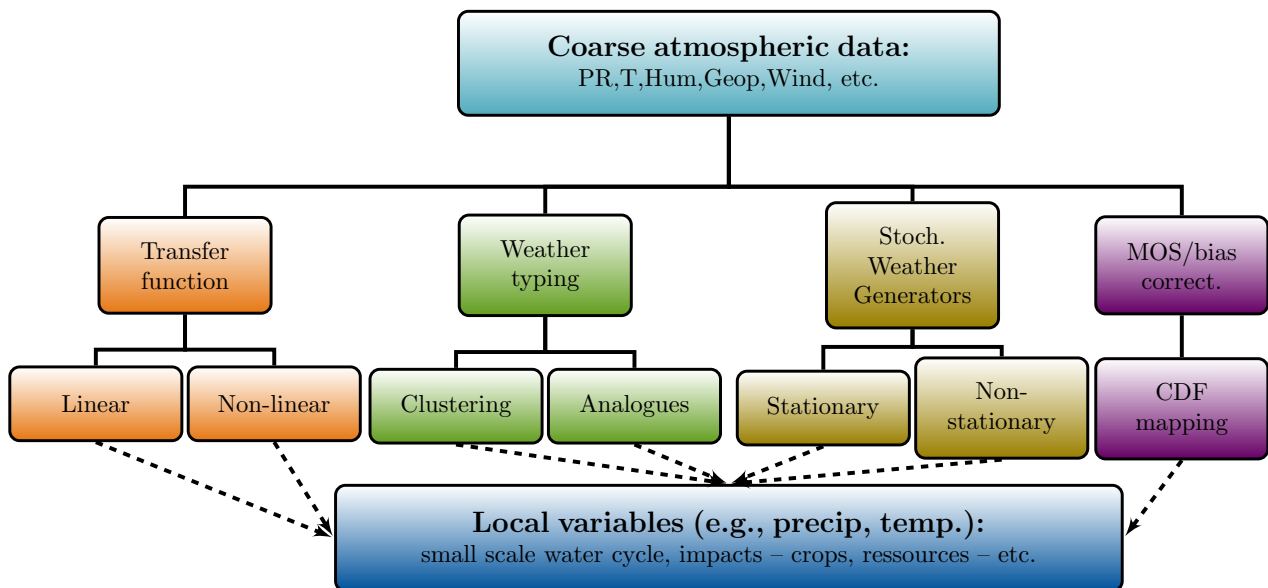 Coarse atmospheric data:
PR,T,Hum,Geop,Wind, etc.
Transfer
function
Weather
typing
Stoch.
Weather
Generators
MOS/bias
correct.
Linear
Non-linear
Clustering
Analogues
Stationary
Non-
stationary
CDF
mapping
Local variables (e.g., precip, temp.):
small scale water cycle, impacts – crops, ressources – etc.